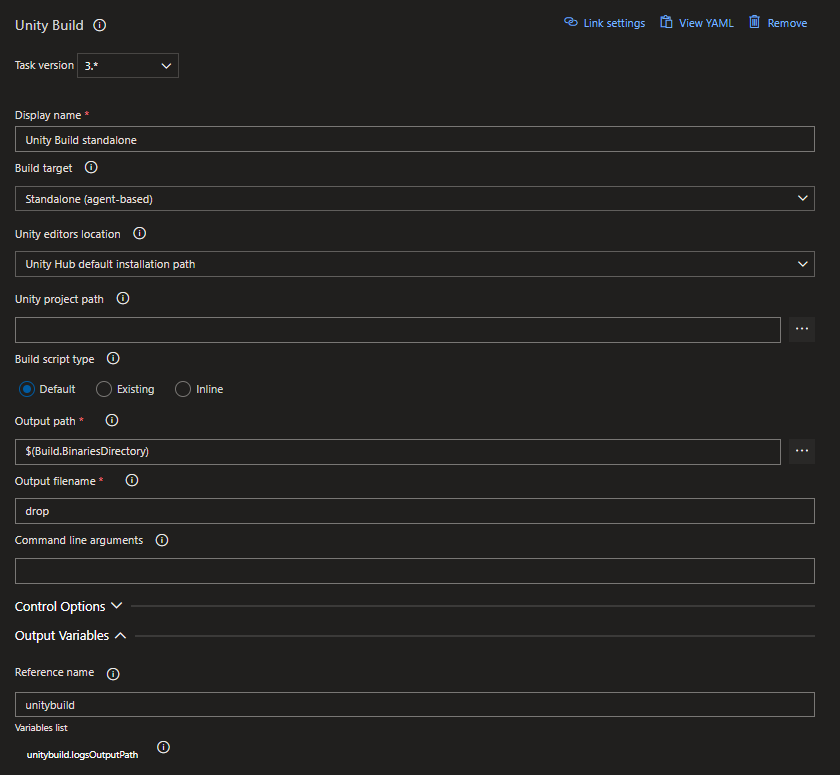 Unity Build
Link settings
View YAML
Remove
Task version 3.*
Display name *
Unity Build standalone
Build target
Standalone (agent-based)
Unity editors location
Unity Hub default installation path
Unity project path
...
Build script type
Default Existing Inline
Output path *
$(Build.BinariesDirectory)
...
Output filename *
drop
Command line arguments
Control Options
Output Variables
Reference name
unitybuild
Variables list
unitybuild.logsOutputPath